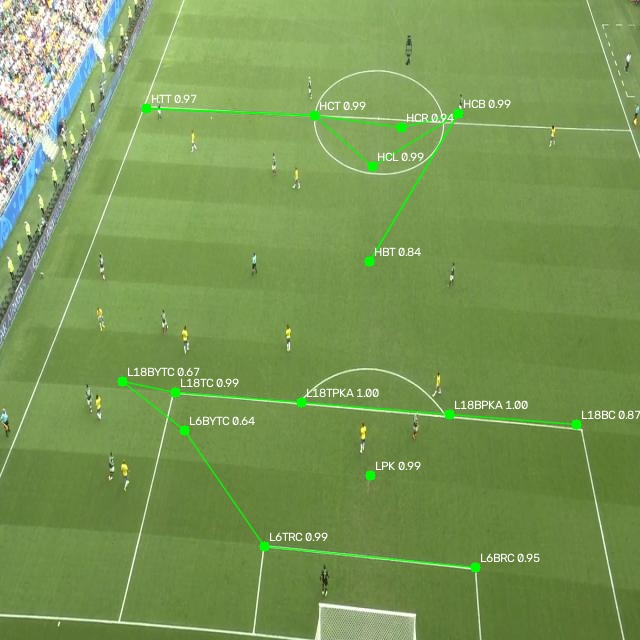 HTT 0.97
HCT 0.99
HCB 0.99
HCR 0.94
HCL 0.99
HBT 0.84
L18BYTC 0.67
L18TC 0.99
L18TPKA 1.00
L18BPKA 1.00
L18BC 0.87
L6BYTC 0.64
LPK 0.99
L6TRC 0.99
L6BRC 0.95